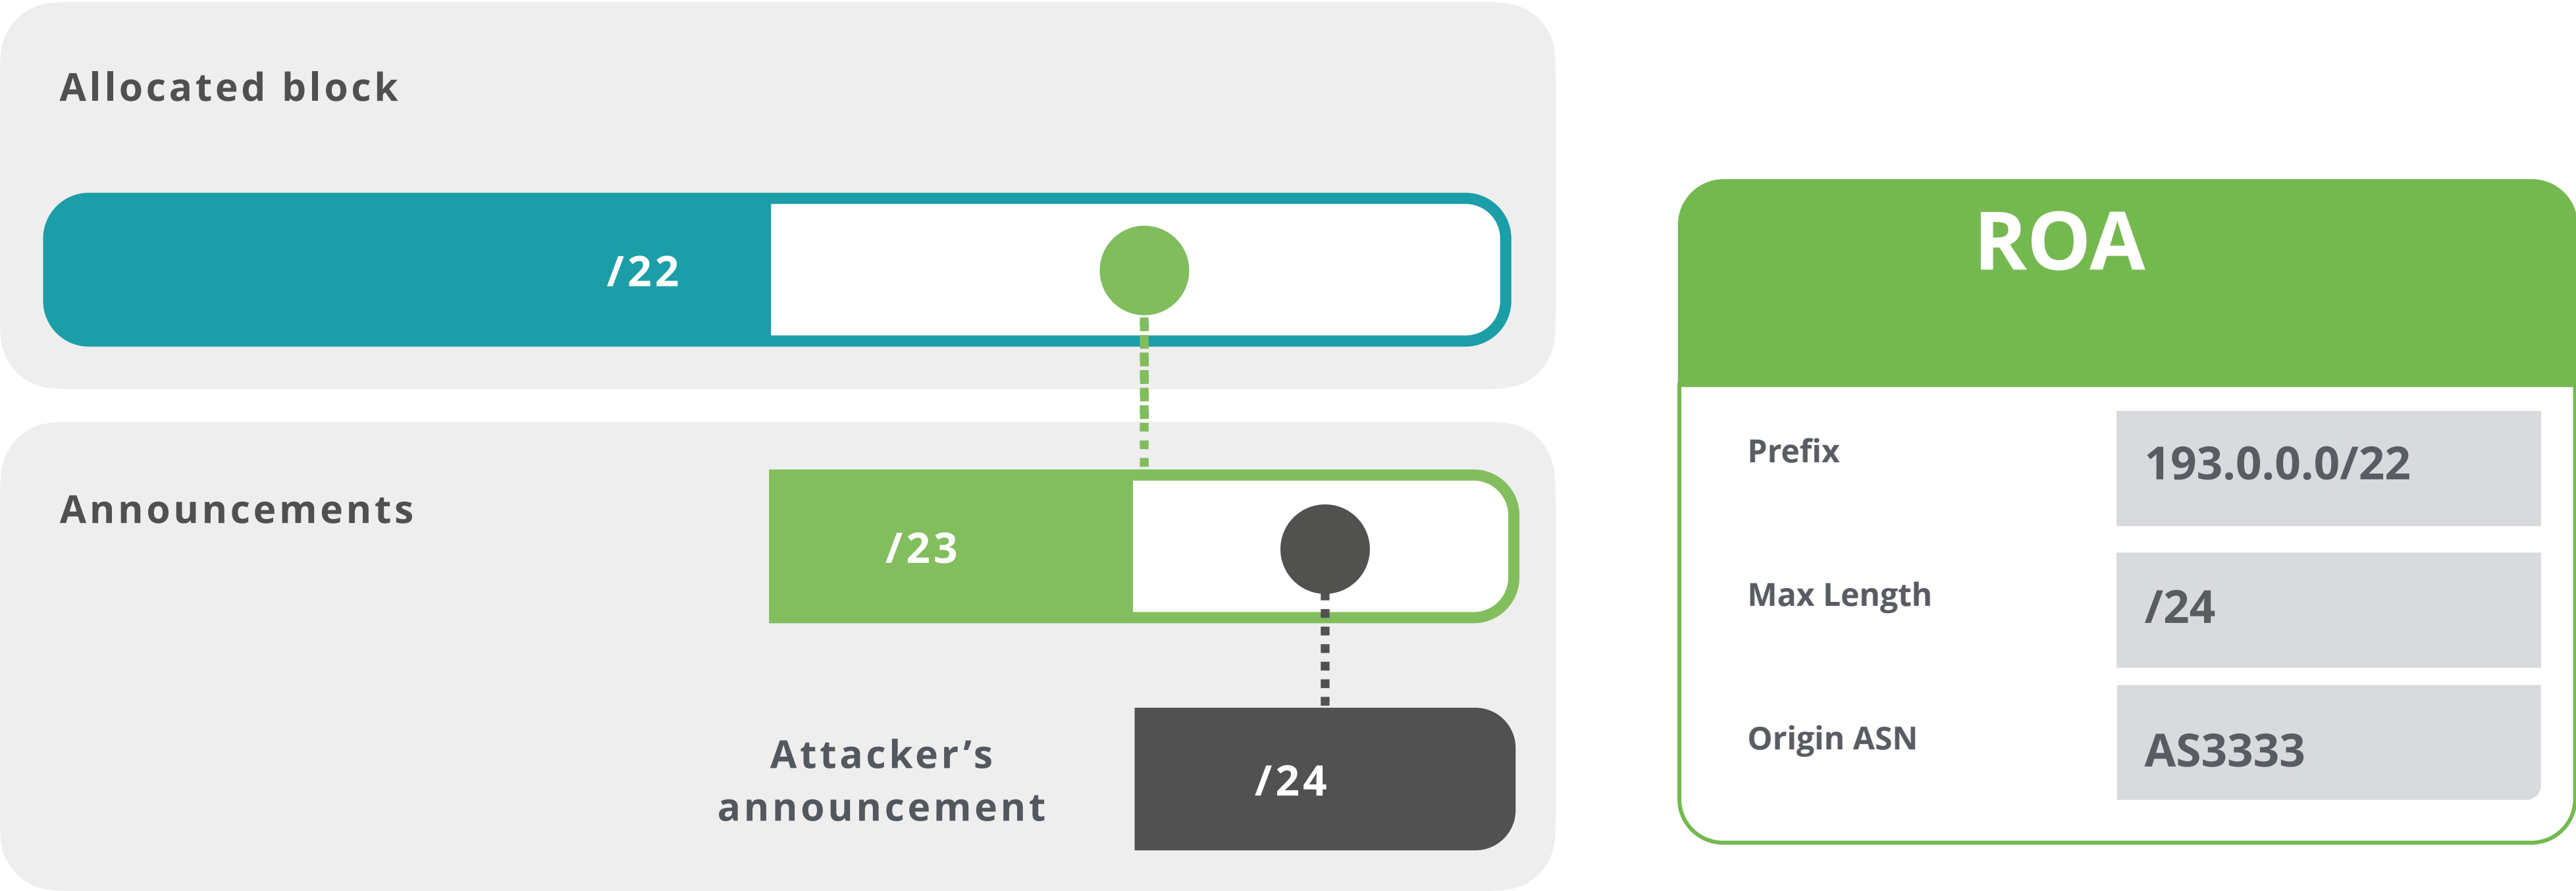 Allocated block
/22
Announcements
/23
Attacker’s
announcement
/24
ROA
Prefix
193.0.0.0/22
Max Length
/24
Origin ASN
AS3333